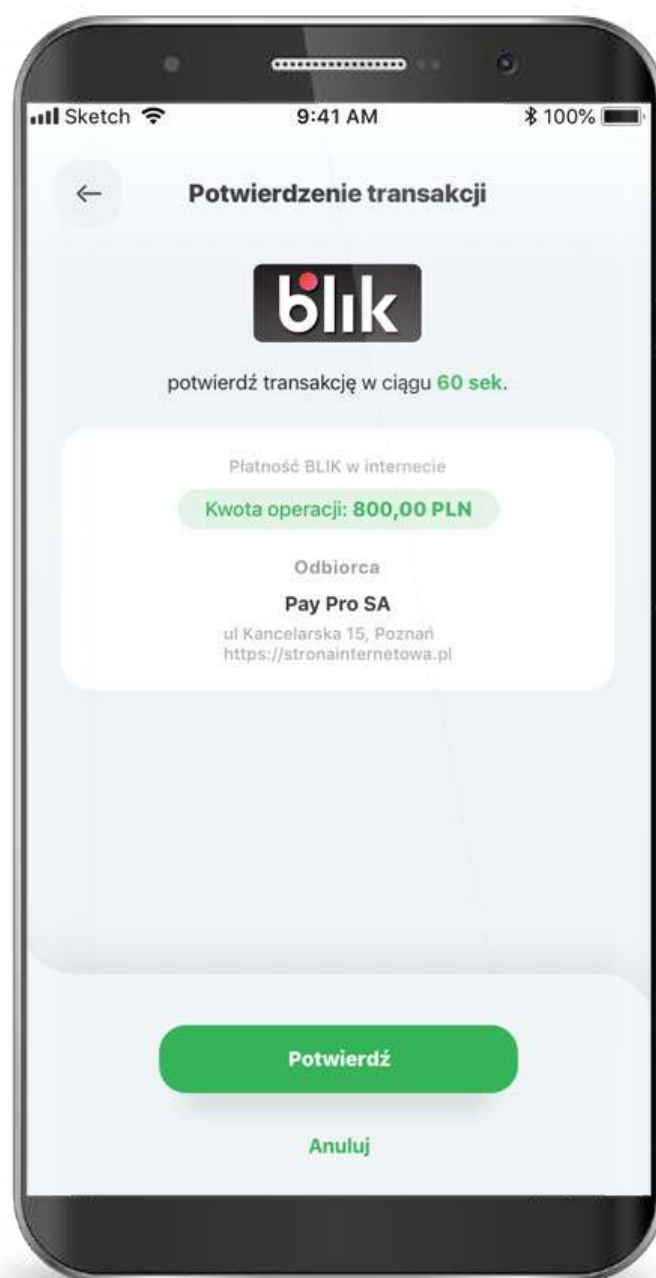 Sketch 9:41 AM 100%
Potwierdzenie transakcji
blik
potwierdź transakcję w ciągu 60 sek.
Płatność BLIK w internecie
Kwota operacji: 800,00 PLN
Odbiorca
Pay Pro SA
ul Kancelarska 15, Poznań
https://stronainternetowa.pl
Potwierdź
Anuluj